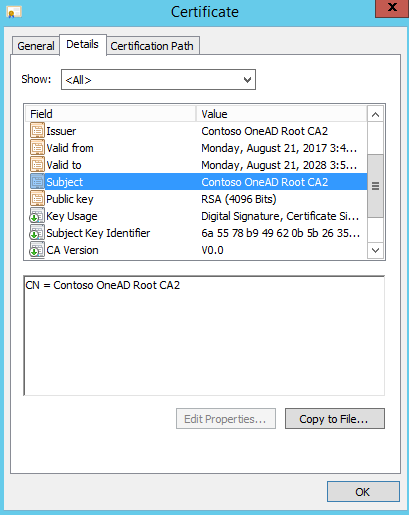 Certificate
General Details Certification Path
Show: <All>
Field Value
Issuer Contoso OneAD Root CA2
Valid from Monday, August 21, 2017 3:4...
Valid to Monday, August 21, 2028 3:5...
Subject Contoso OneAD Root CA2
Public key RSA (4096 Bits)
Key Usage Digital Signature, Certificate Si...
Subject Key Identifier 6a 55 78 b9 49 62 0b 5b 26 35...
CA Version V0.0
CN = Contoso OneAD Root CA2
Edit Properties... Copy to File...
OK